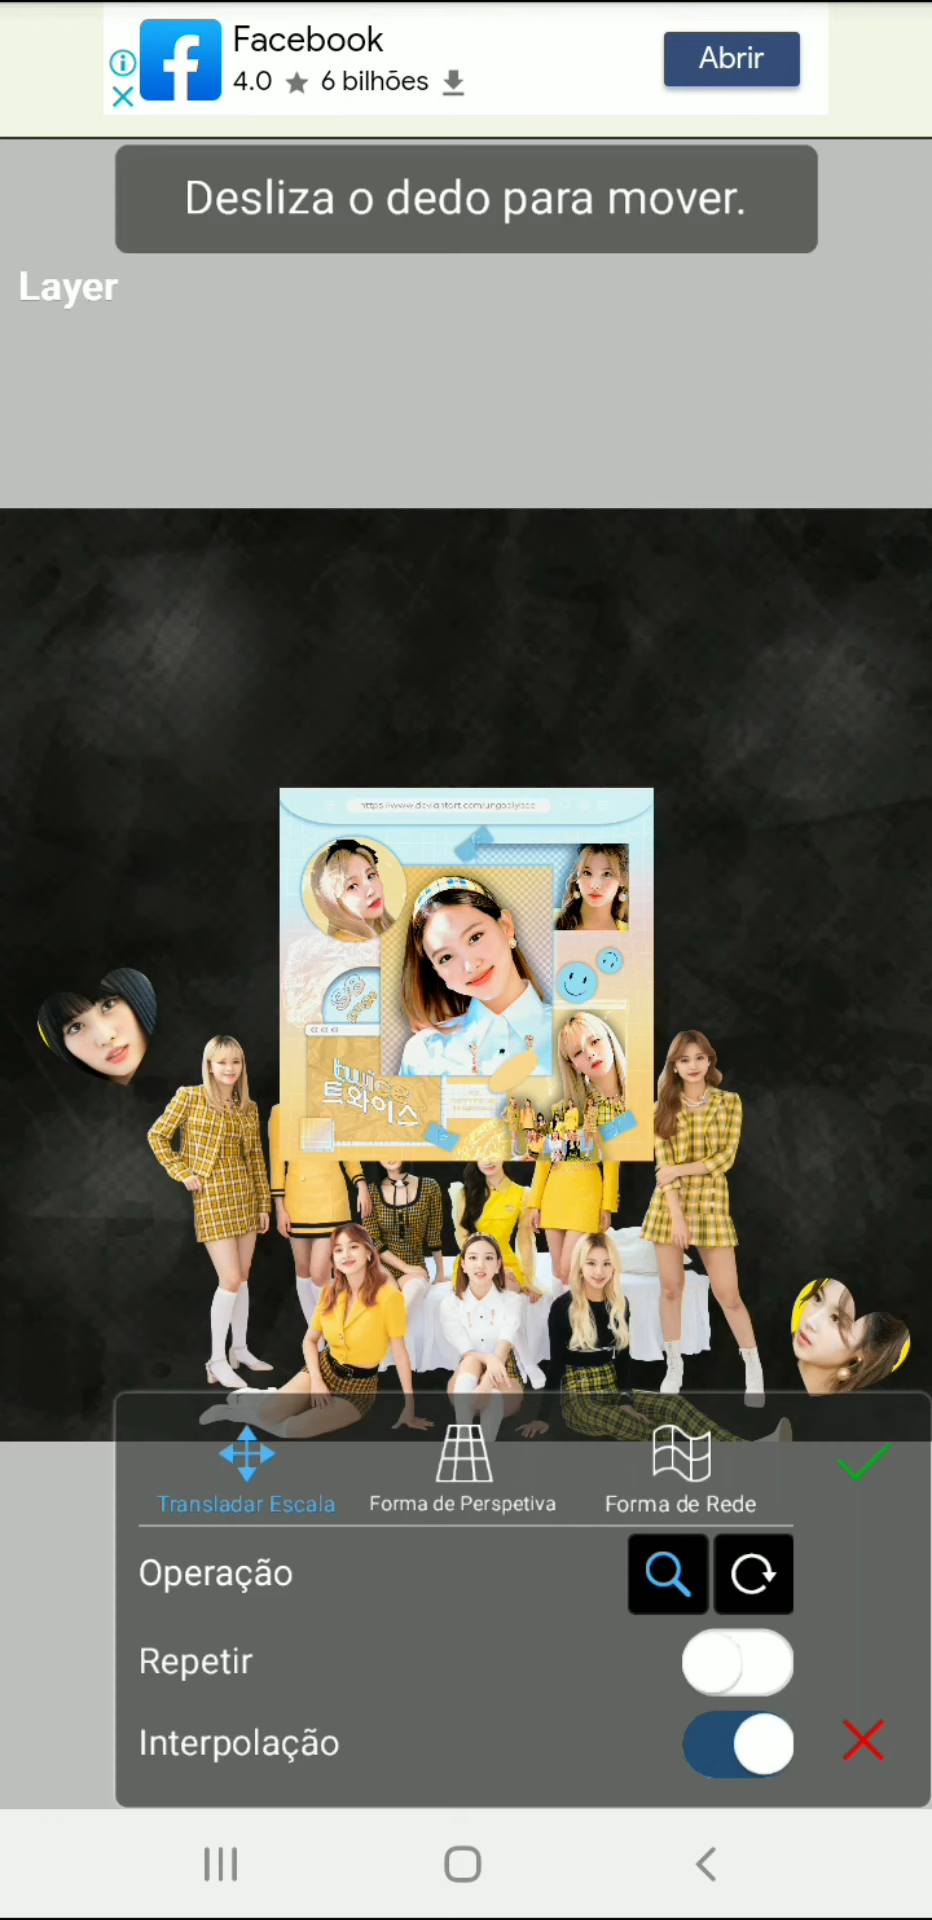 Facebook
4.0 ★ 6 bilhões
Abrir
Desliza o dedo para mover.
Layer
twice
트와이스
Transladar Escala
Forma de Perspetiva
Forma de Rede
Operação
Repetir
Interpolação